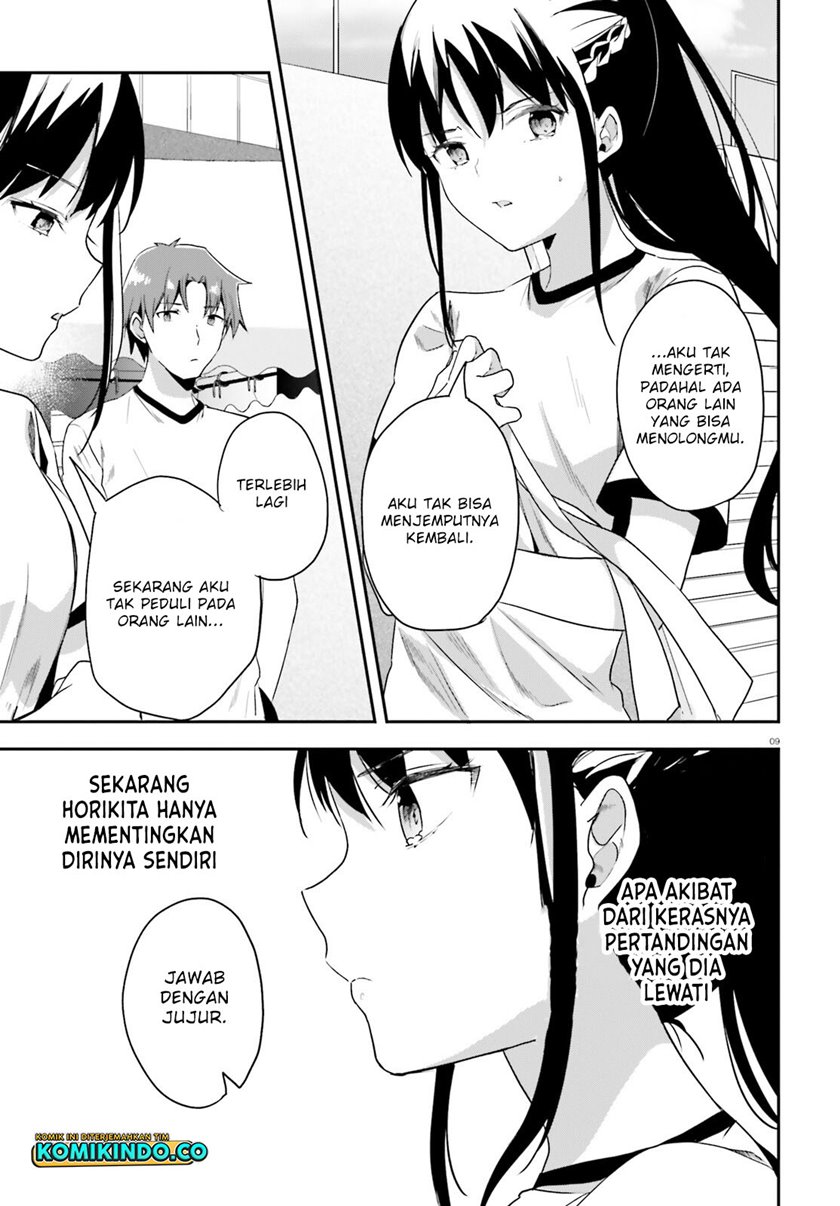 ...AKU TAK
MENGERTI,
PADAHAL ADA
ORANG LAIN
YANG BISA
MENOLONGMU.
AKU TAK BISA
MENJEMPUTNYA
KEMBALI.
TERLEBIH
LAGI
SEKARANG AKU
TAK PEDULI PADA
ORANG LAIN...
09
APA AKIBAT
DARI KERASNYA
PERTANDINGAN
YANG DIA
LEWATI
SEKARANG
HORIKITA HANYA
MEMENTINGKAN
DIRINYA SENDIRI
JAWAB
DENGAN
JUJUR.
KOMIK INI DITERJEMAHKAN TIM
KOMIKINDO.CO